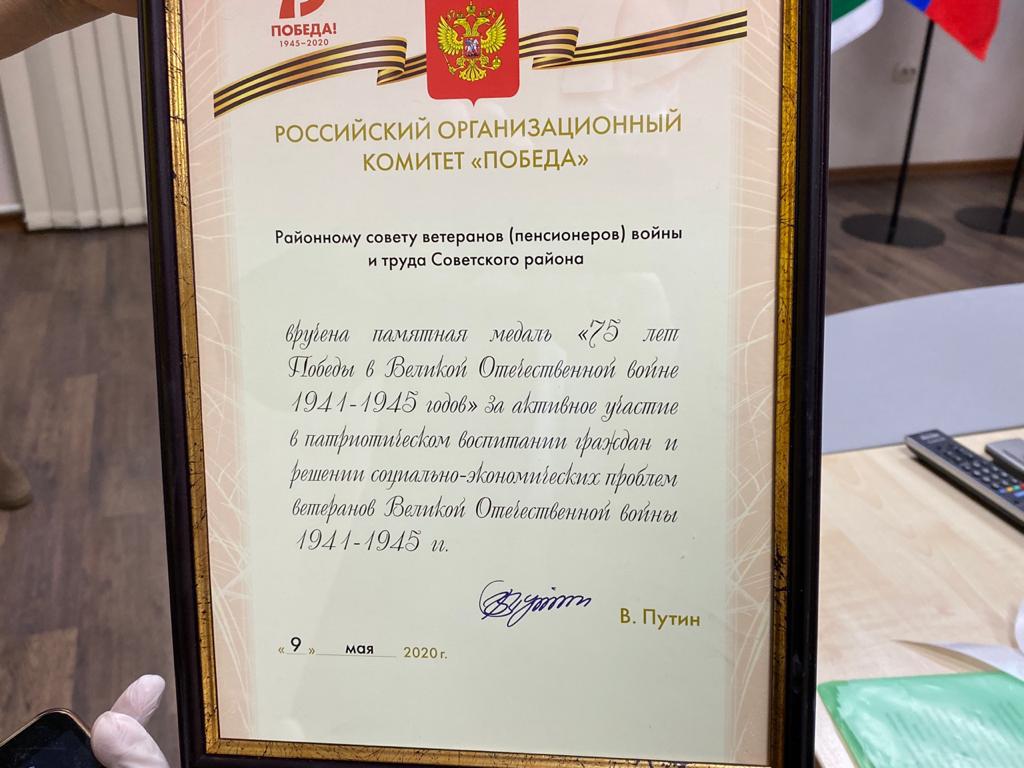 ПОБЕДА!
1945–2020
РОССИЙСКИЙ ОРГАНИЗАЦИОННЫЙ
КОМИТЕТ «ПОБЕДА»
Районному совету ветеранов (пенсионеров) войны
и труда Советского района
вручена памятная медаль «75 лет
Победы в Великой Отечественной войне
1941-1945 годов» за активное участие
в патриотическом воспитании граждан и
решении социально-экономических проблем
ветеранов Великой Отечественной войны
1941-1945 гг.
В. Путин
« 9 » мая 2020 г.